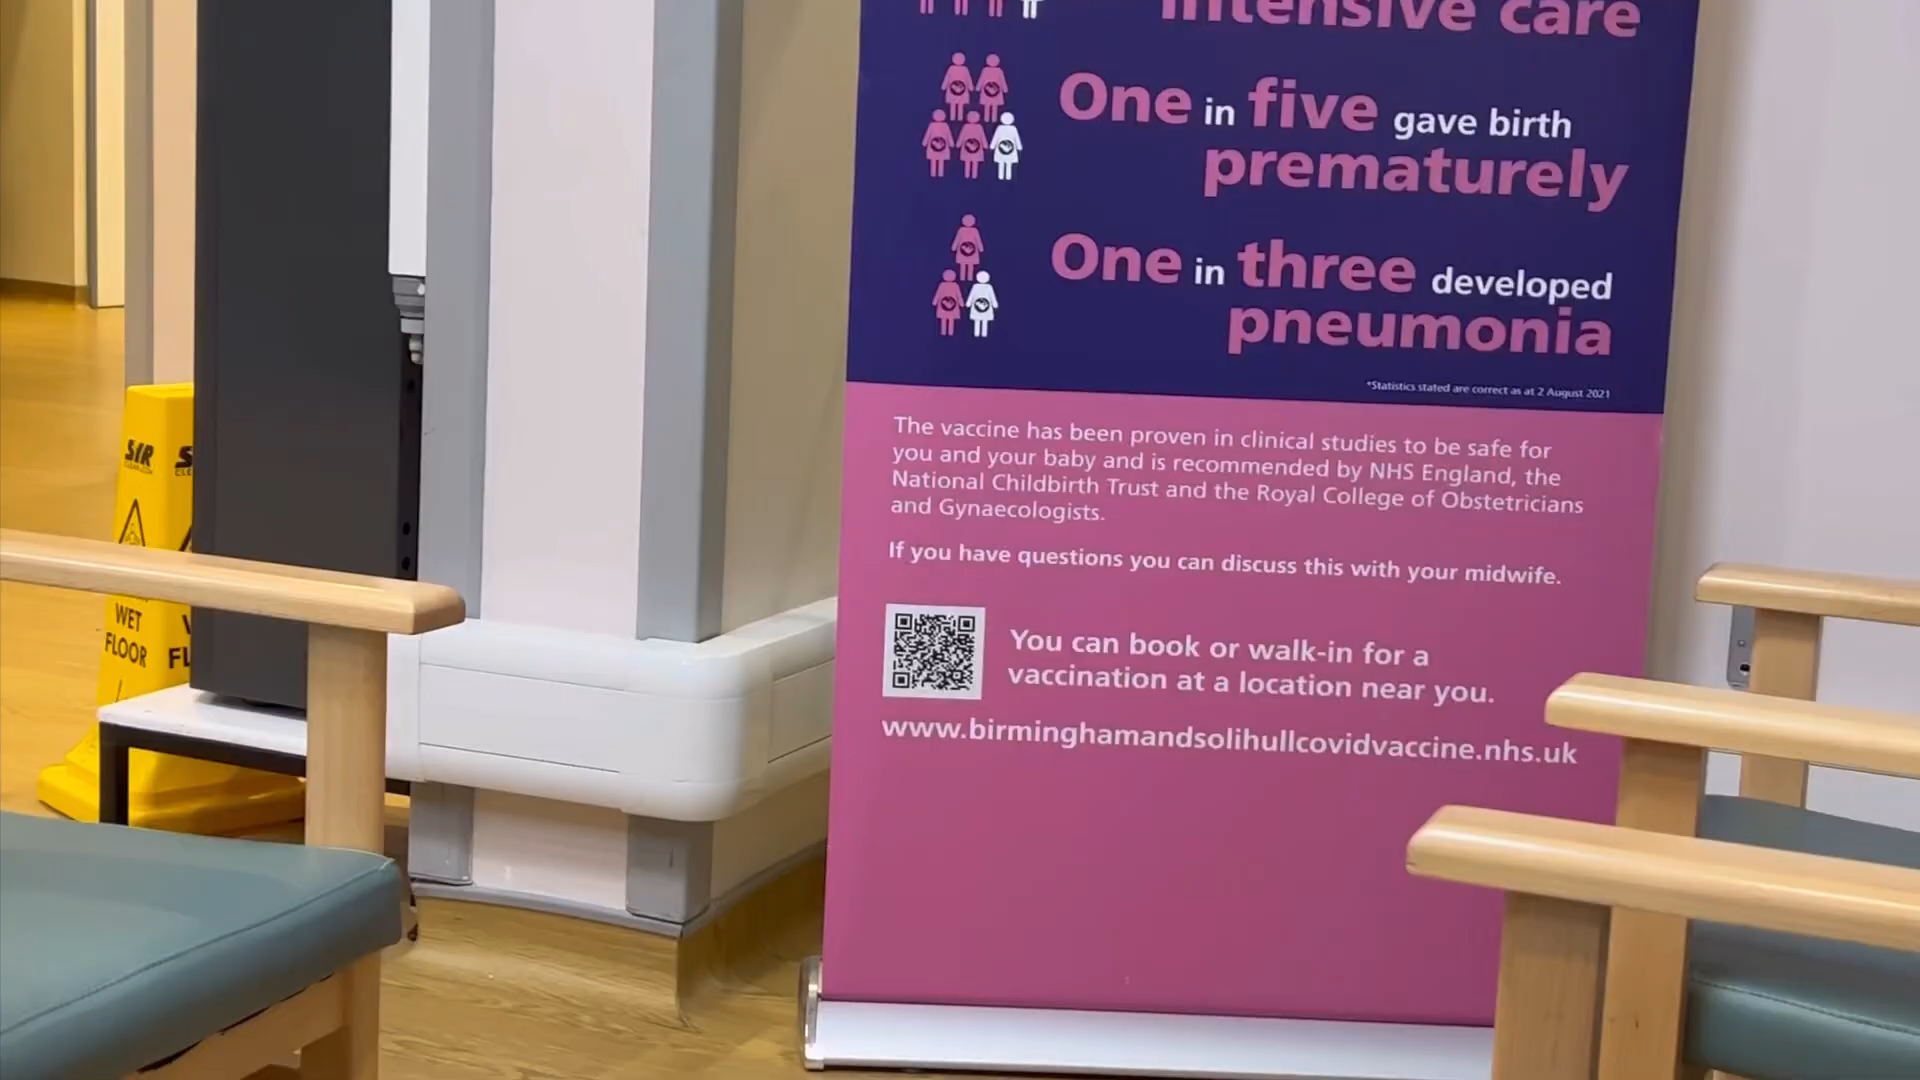 intensive care
One in five gave birth
prematurely
One in three developed
pneumonia
*Statistics stated are correct as at 2 August 2021
The vaccine has been proven in clinical studies to be safe for
you and your baby and is recommended by NHS England, the
National Childbirth Trust and the Royal College of Obstetricians
and Gynaecologists.
If you have questions you can discuss this with your midwife.
You can book or walk-in for a
vaccination at a location near you.
www.birminghamandsolihullcovidvaccine.nhs.uk
SIR
WET
FLOOR